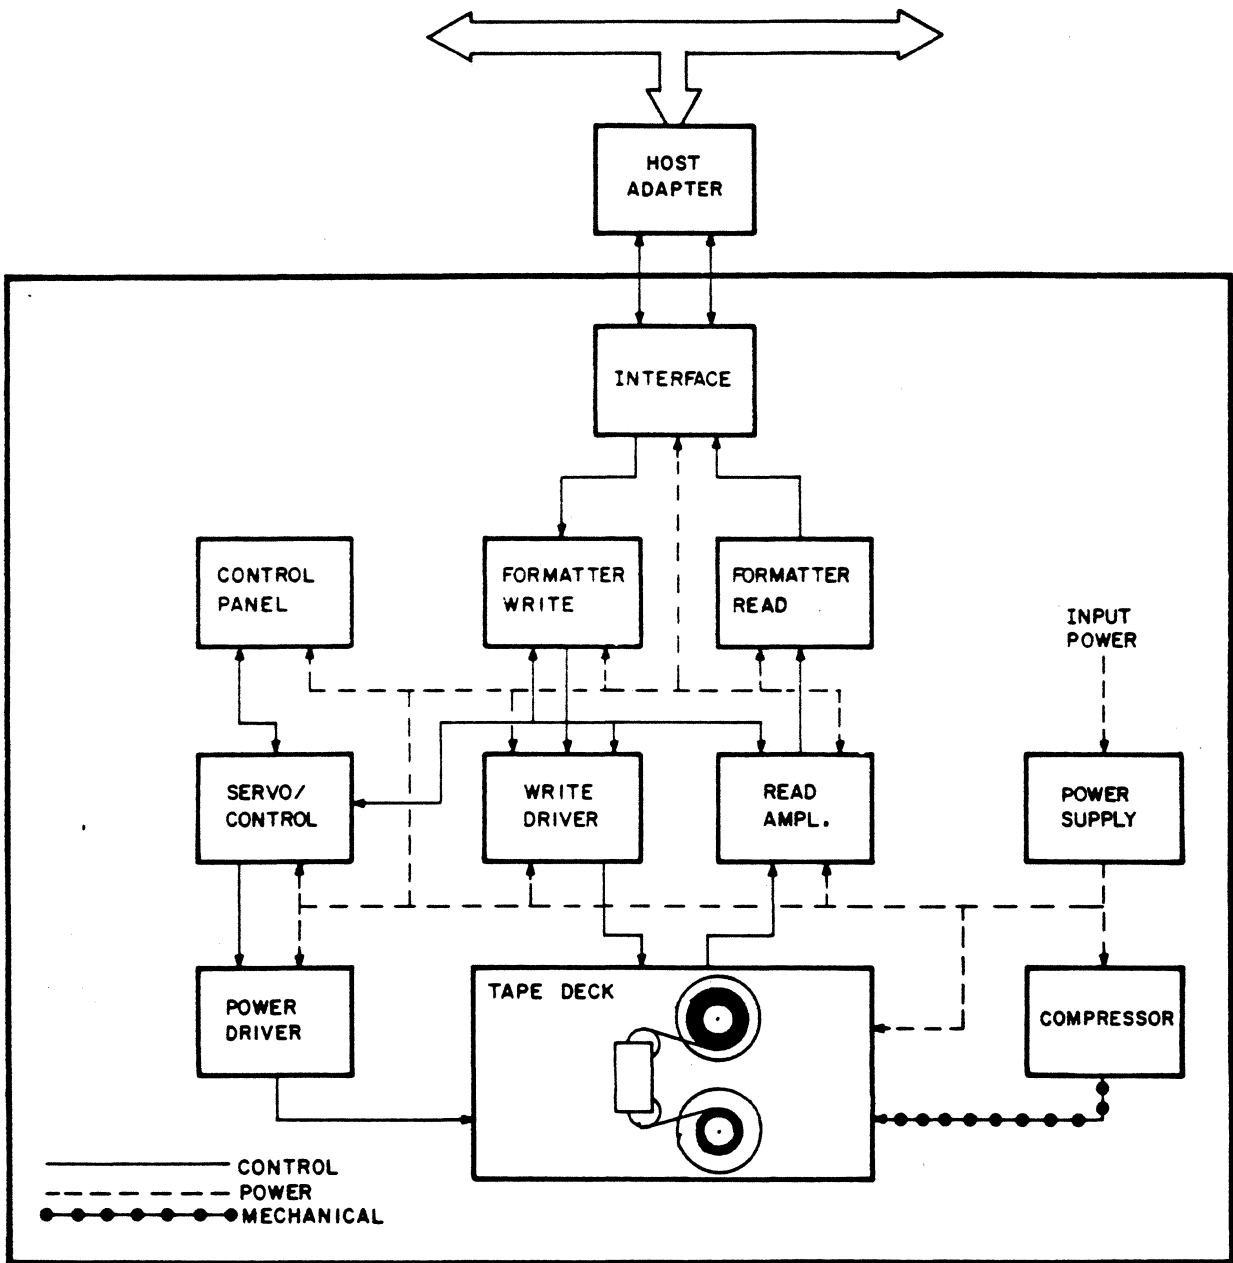 HOST
ADAPTER
INTERFACE
CONTROL
PANEL
FORMATTER
WRITE
FORMATTER
READ
INPUT
POWER
SERVO/
CONTROL
WRITE
DRIVER
READ
AMPL.
POWER
SUPPLY
POWER
DRIVER
TAPE DECK
COMPRESSOR
CONTROL
POWER
MECHANICAL